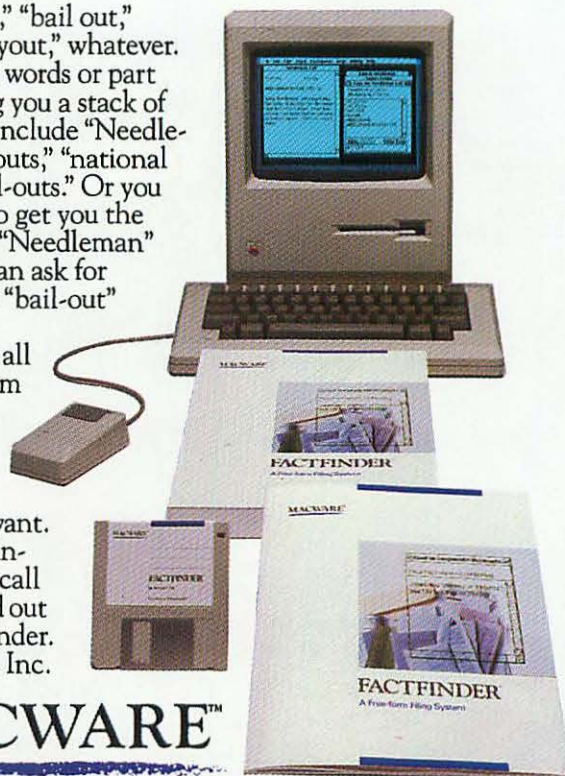 ,” “bail out,”
yout,” whatever.
words or part
g you a stack of
nclude “Needle-
outs,” “national
l-outs.” Or you
o get you the
“Needleman”
an ask for
“bail-out”
all
m
want.
n-
call
d out
nder.
Inc.
MACWARE
FACTFINDER
A Free-form Filing System
MACWARE
FACTFINDER
MACWARE
FACTFINDER
A Free-form Filing System
CWARE™